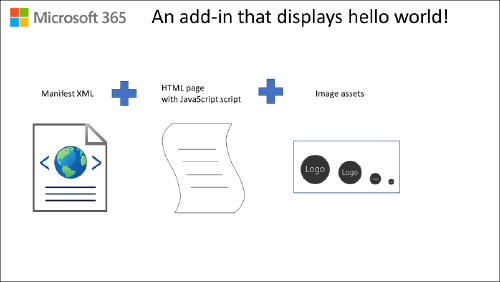 Microsoft 365
An add-in that displays hello world!
Manifest XML
HTML page
with JavaScript script
Image assets
Logo
Logo
Logo